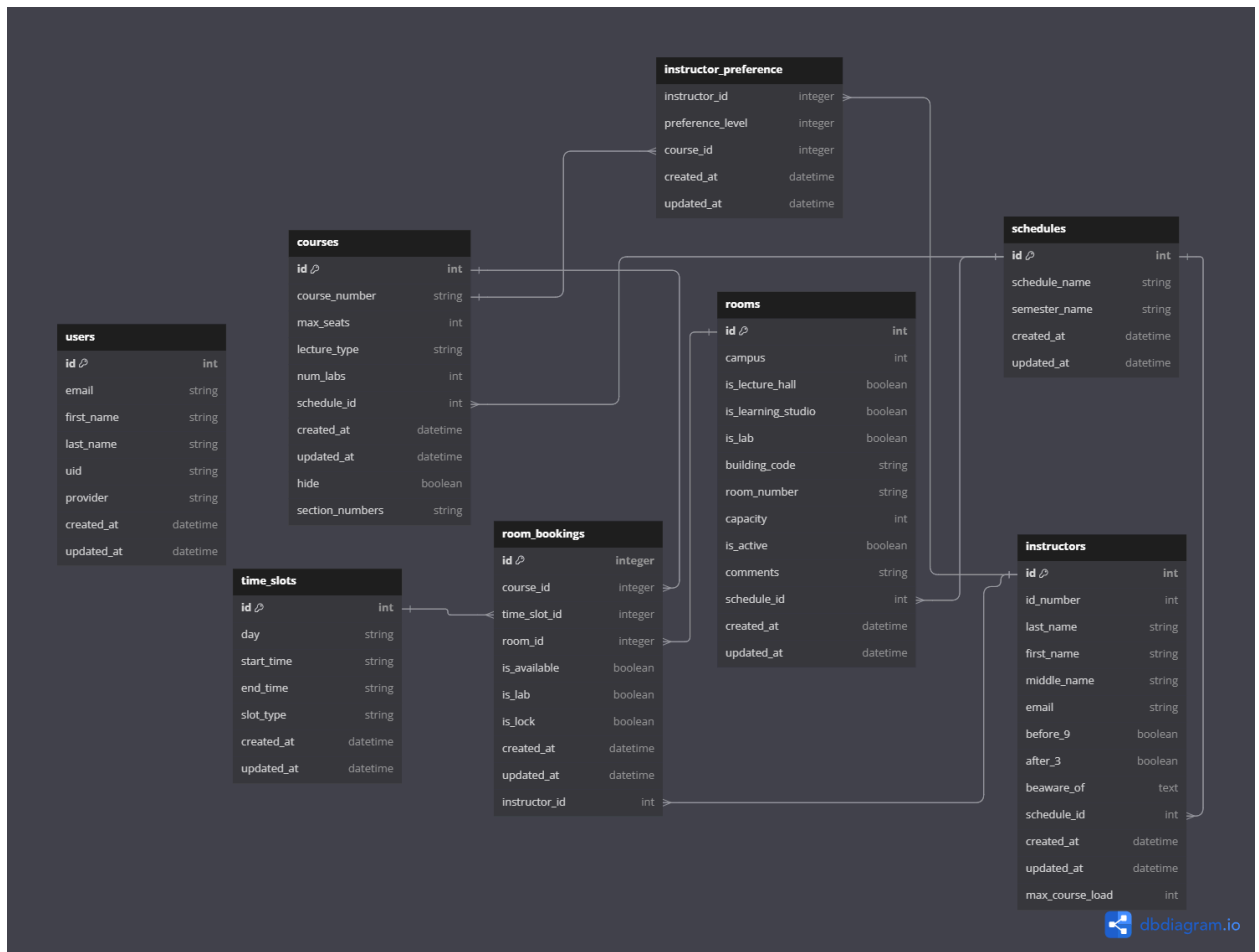 instructor_preference
instructor_id integer
preference_level integer
course_id integer
created_at datetime
updated_at datetime
schedules
id int
schedule_name string
semester_name string
created_at datetime
updated_at datetime
courses
id int
course_number string
max_seats int
lecture_type string
num_labs int
schedule_id int
created_at datetime
updated_at datetime
hide boolean
section_numbers string
rooms
id int
campus int
is_lecture_hall boolean
is_learning_studio boolean
is_lab boolean
building_code string
room_number string
capacity int
is_active boolean
comments string
schedule_id int
created_at datetime
updated_at datetime
users
id int
email string
first_name string
last_name string
uid string
provider string
created_at datetime
updated_at datetime
room_bookings
id integer
course_id integer
time_slot_id integer
room_id integer
is_available boolean
is_lab boolean
is_lock boolean
created_at datetime
updated_at datetime
instructor_id int
instructors
id int
id_number int
last_name string
first_name string
middle_name string
email string
before_9 boolean
after_3 boolean
beaware_of text
schedule_id int
created_at datetime
updated_at datetime
max_course_load int
time_slots
id int
day string
start_time string
end_time string
slot_type string
created_at datetime
updated_at datetime
dbdiagram.io